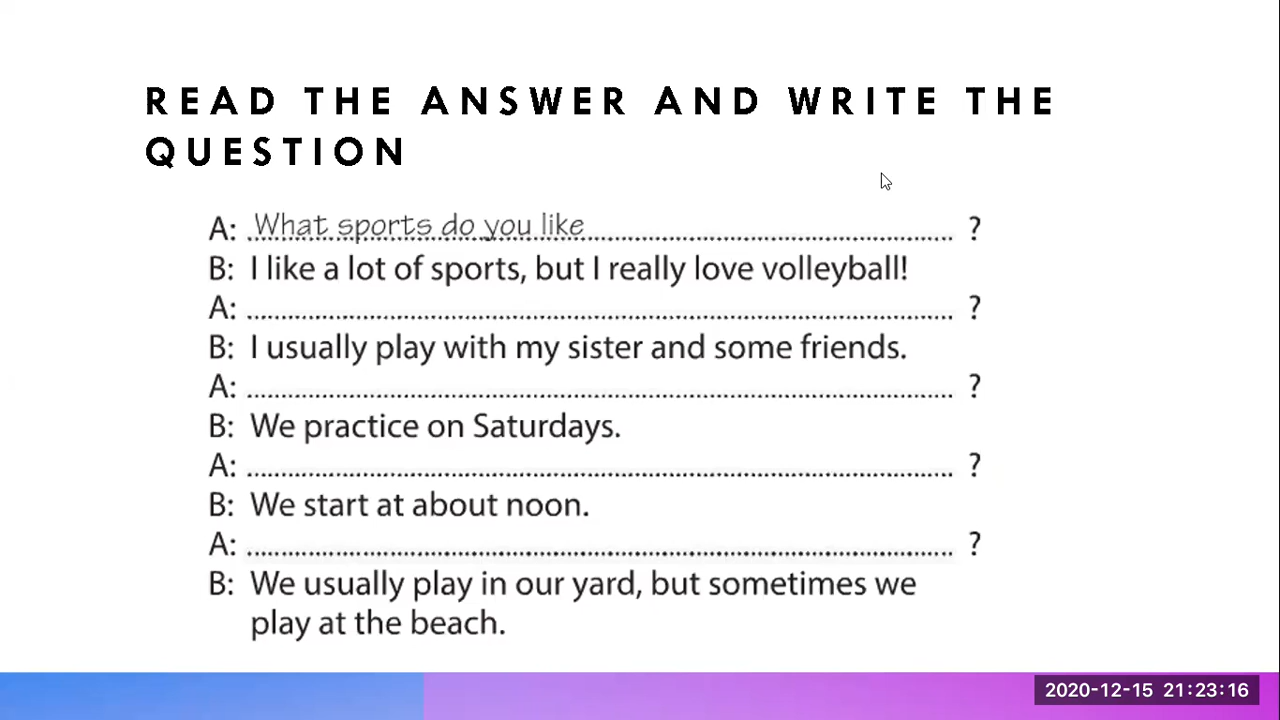 READ THE ANSWER AND WRITE THE
QUESTION
A: What sports do you like ?
B: I like a lot of sports, but I really love volleyball!
A: ?
B: I usually play with my sister and some friends.
A: ?
B: We practice on Saturdays.
A: ?
B: We start at about noon.
A: ?
B: We usually play in our yard, but sometimes we
play at the beach.
2020-12-15 21:23:16